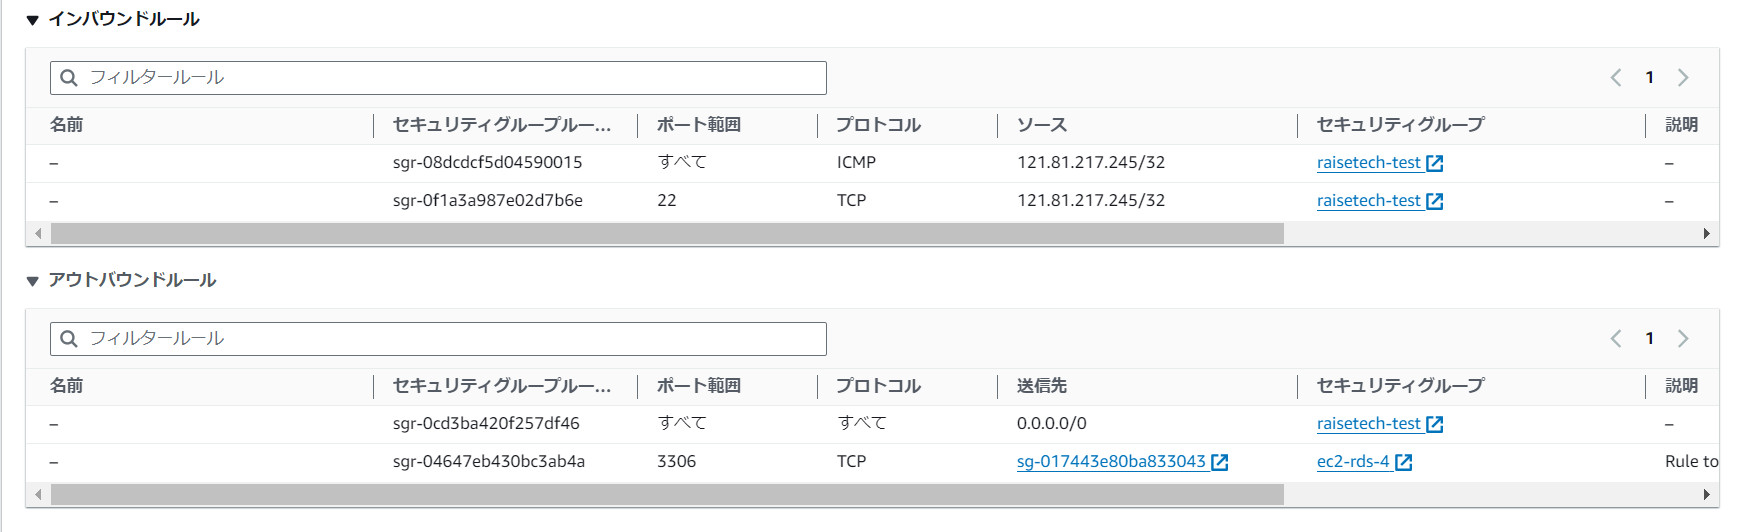 ▼ インバウンドルール
フィルタールール
1
名前 セキュリティグループルー... ポート範囲 プロトコル ソース セキュリティグループ 説明
– sgr-08dcdcf5d04590015 すべて ICMP 121.81.217.245/32 raisetech-test –
– sgr-0f1a3a987e02d7b6e 22 TCP 121.81.217.245/32 raisetech-test –
▼ アウトバウンドルール
フィルタールール
1
名前 セキュリティグループルー... ポート範囲 プロトコル 送信先 セキュリティグループ 説明
– sgr-0cd3ba420f257df46 すべて すべて 0.0.0.0/0 raisetech-test –
– sgr-04647eb430bc3ab4a 3306 TCP sg-017443e80ba833043 ec2-rds-4 Rule to